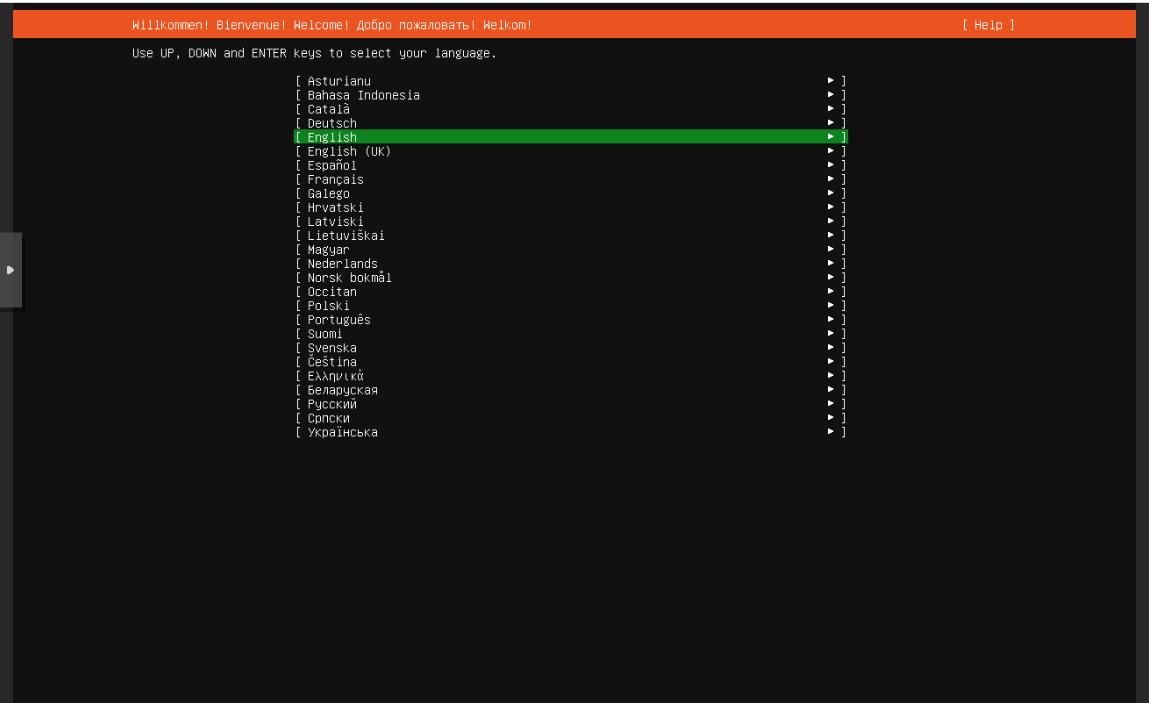 Willkommen! Bienvenue! Welcome! Добро пожаловать! Welkom! [ Help ]
Use UP, DOWN and ENTER keys to select your language.
[ Asturianu ▸ ]
[ Bahasa Indonesia ▸ ]
[ Català ▸ ]
[ Deutsch ▸ ]
[ English ▸ ]
[ English (UK) ▸ ]
[ Español ▸ ]
[ Français ▸ ]
[ Galego ▸ ]
[ Hrvatski ▸ ]
[ Latviski ▸ ]
[ Lietuviškai ▸ ]
[ Magyar ▸ ]
[ Nederlands ▸ ]
[ Norsk bokmål ▸ ]
[ Occitan ▸ ]
[ Polski ▸ ]
[ Português ▸ ]
[ Suomi ▸ ]
[ Svenska ▸ ]
[ Čeština ▸ ]
[ Ελληνικά ▸ ]
[ Беларуская ▸ ]
[ Русский ▸ ]
[ Српски ▸ ]
[ Українська ▸ ]